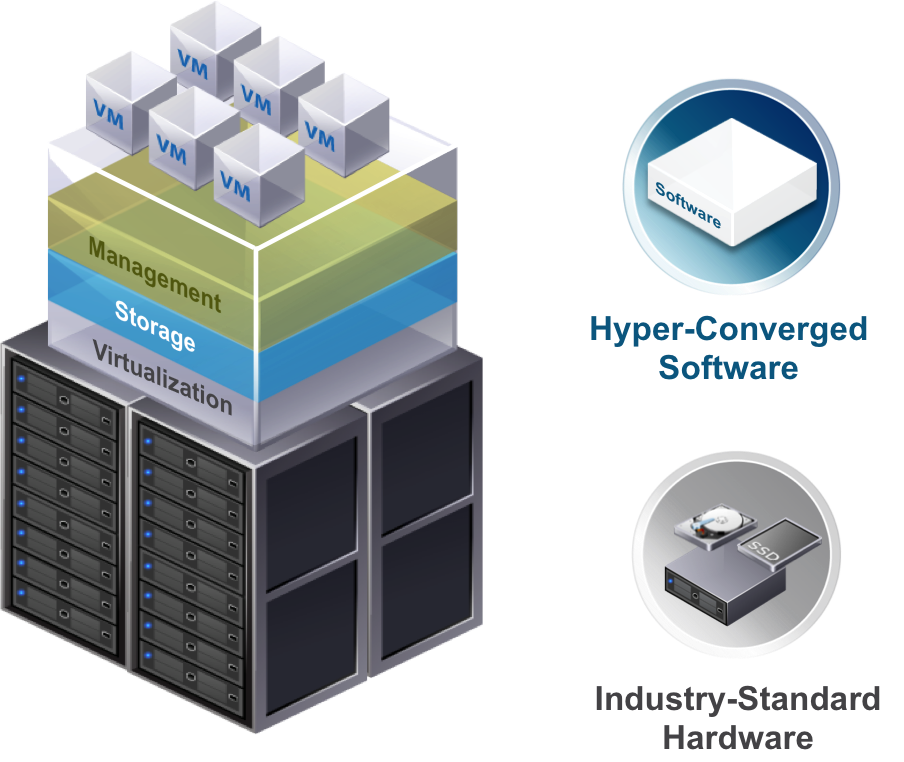 VM
VM
VM
VM
VM
VM
Management
Storage
Virtualization
Software
Hyper-Converged
Software
SSD
Industry-Standard
Hardware